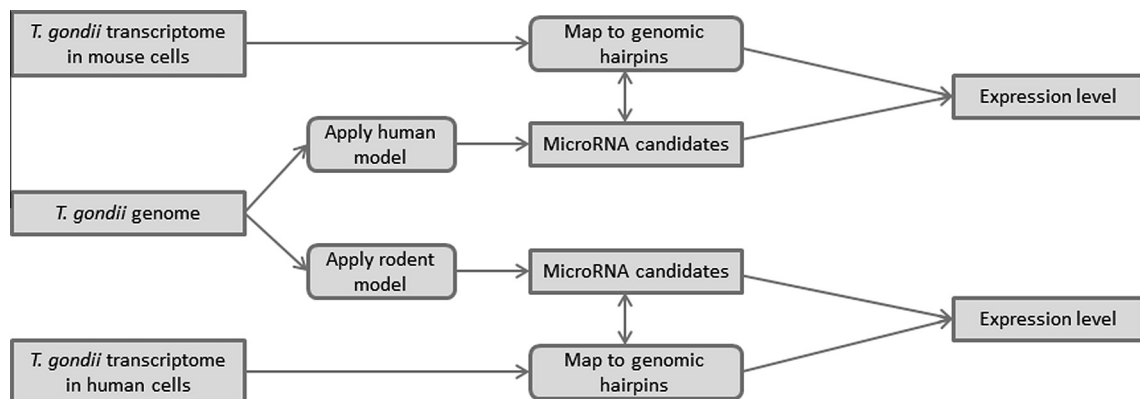 T. gondii transcriptome
in mouse cells
Map to genomic
hairpins
Expression level
Apply human
model
MicroRNA candidates
T. gondii genome
Apply rodent
model
MicroRNA candidates
Expression level
T. gondii transcriptome
in human cells
Map to genomic
hairpins